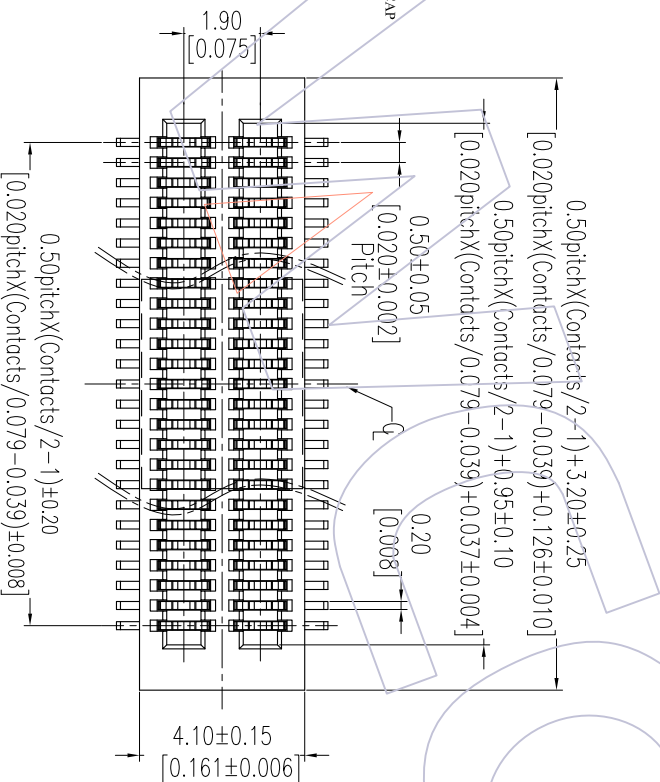 CAP
1.90
[0.075]
0.50pitchX(Contacts/2-1)+3.20±0.25
[0.020pitchX(Contacts/0.079-0.039)+0.126±0.010]
0.50pitchX(Contacts/2-1)+0.95±0.10
[0.020pitchX(Contacts/0.079-0.039)+0.037±0.004]
0.50±0.05
[0.020±0.002]
Pitch
CL
0.20
[0.008]
0.50pitchX(Contacts/2-1)±0.20
[0.020pitchX(Contacts/0.079-0.039)±0.008]
4.10±0.15
[0.161±0.006]